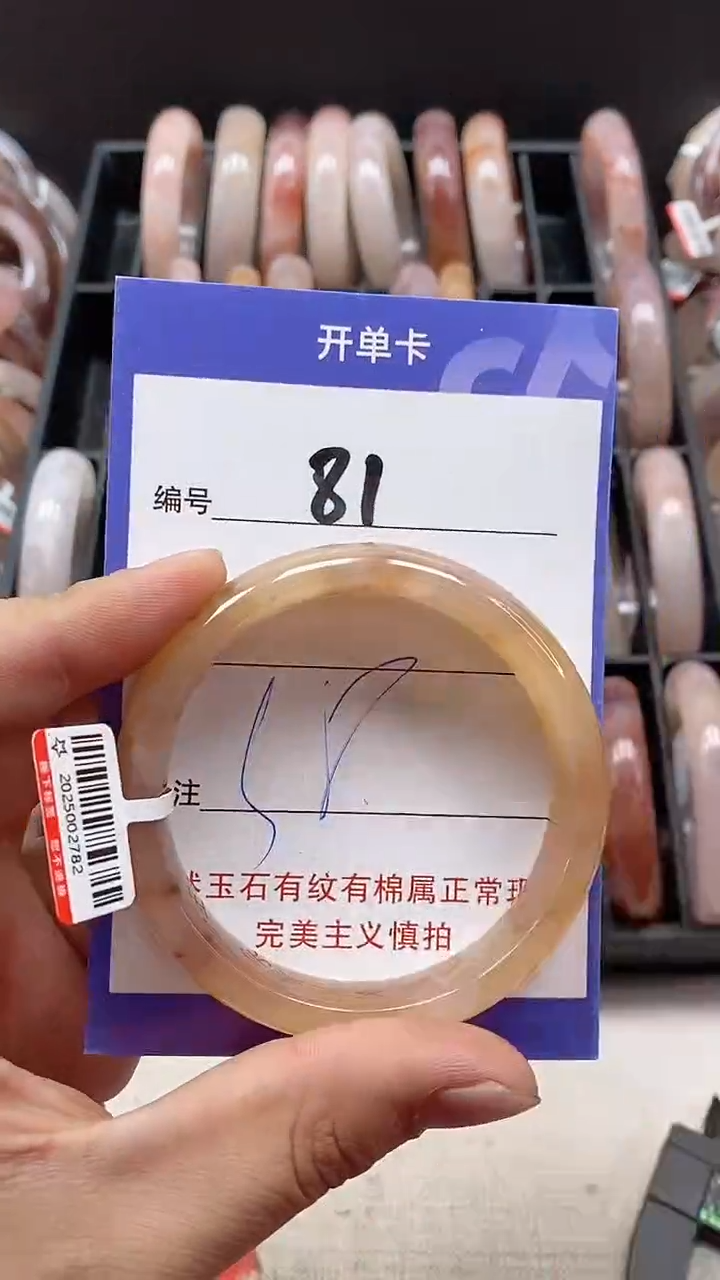 开单卡
编号 81
注
玉石有纹有棉属正常现
完美主义慎拍
2025002782